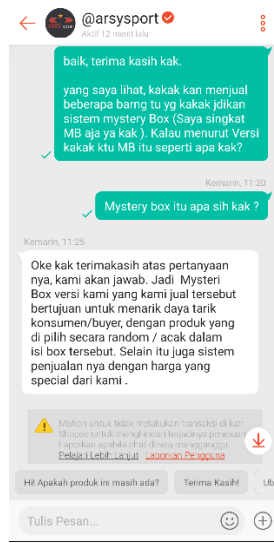 @arsysport
Aktif 12 menit lalu
baik, terima kasih kak.
yang saya lihat, kakak kan menjual
beberapa barng tu yg kakak jdikan
sistem mystery Box (Saya singkat
MB aja ya kak ). Kalau menurut Versi
kakak ktu MB itu seperti apa kak?
Kemarin, 11:20
Mystery box itu apa sih kak ?
Kemarin, 11:25
Oke kak terimakasih atas pertanyaan
nya, kami akan jawab. Jadi Mysteri
Box versi kami yang kami jual tersebut
bertujuan untuk menarik daya tarik
konsumen/buyer, dengan produk yang
di pilih secara random / acak dalam
isi box tersebut. Selain itu juga sistem
penjualan nya dengan harga yang
special dari kami .
Mohon untuk tidak melakukan transaksi di luar
Shopee untuk menghindari terjadinya penipuan.
Laporkan apabila chat dirasa mengganggu.
Pelajari Lebih Lanjut Laporkan Pengguna
Hi! Apakah produk ini masih ada?
Terima Kasih!
Ub
Tulis Pesan...